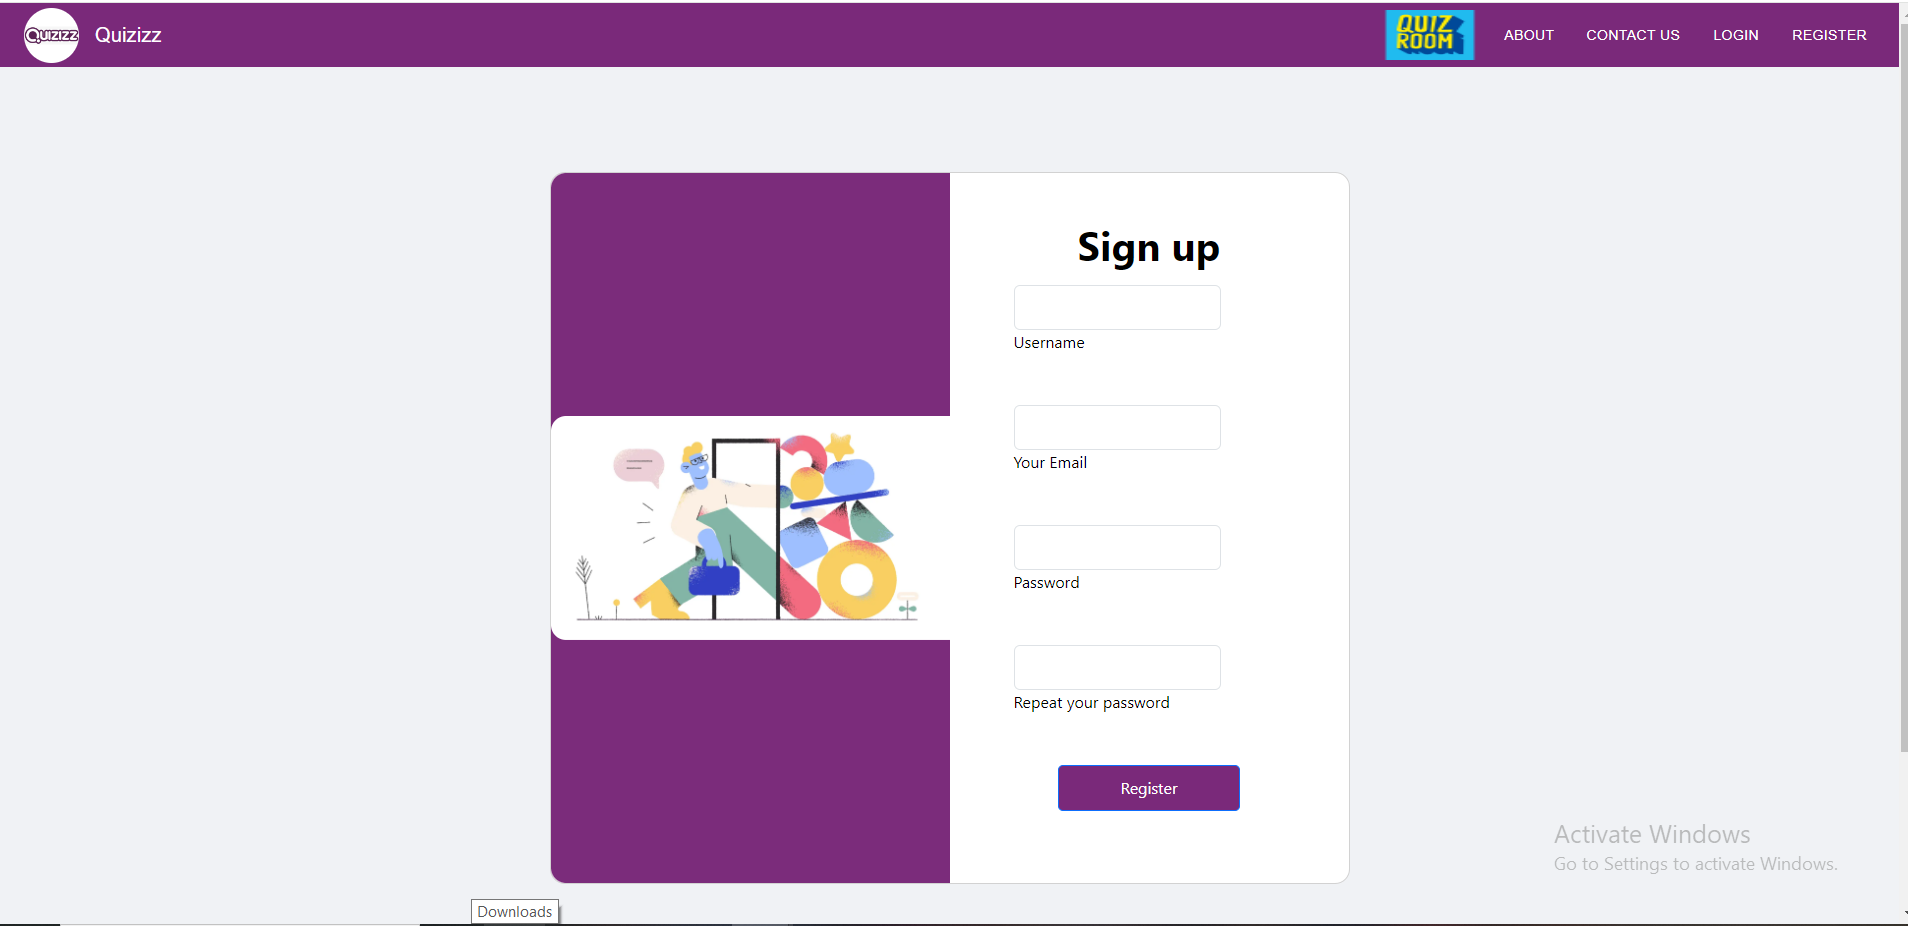 QUIZIZZ
Quizizz
QUIZ
ROOM
ABOUT
CONTACT US
LOGIN
REGISTER
Sign up
Username
Your Email
Password
Repeat your password
Register
Activate Windows
Go to Settings to activate Windows.
Downloads